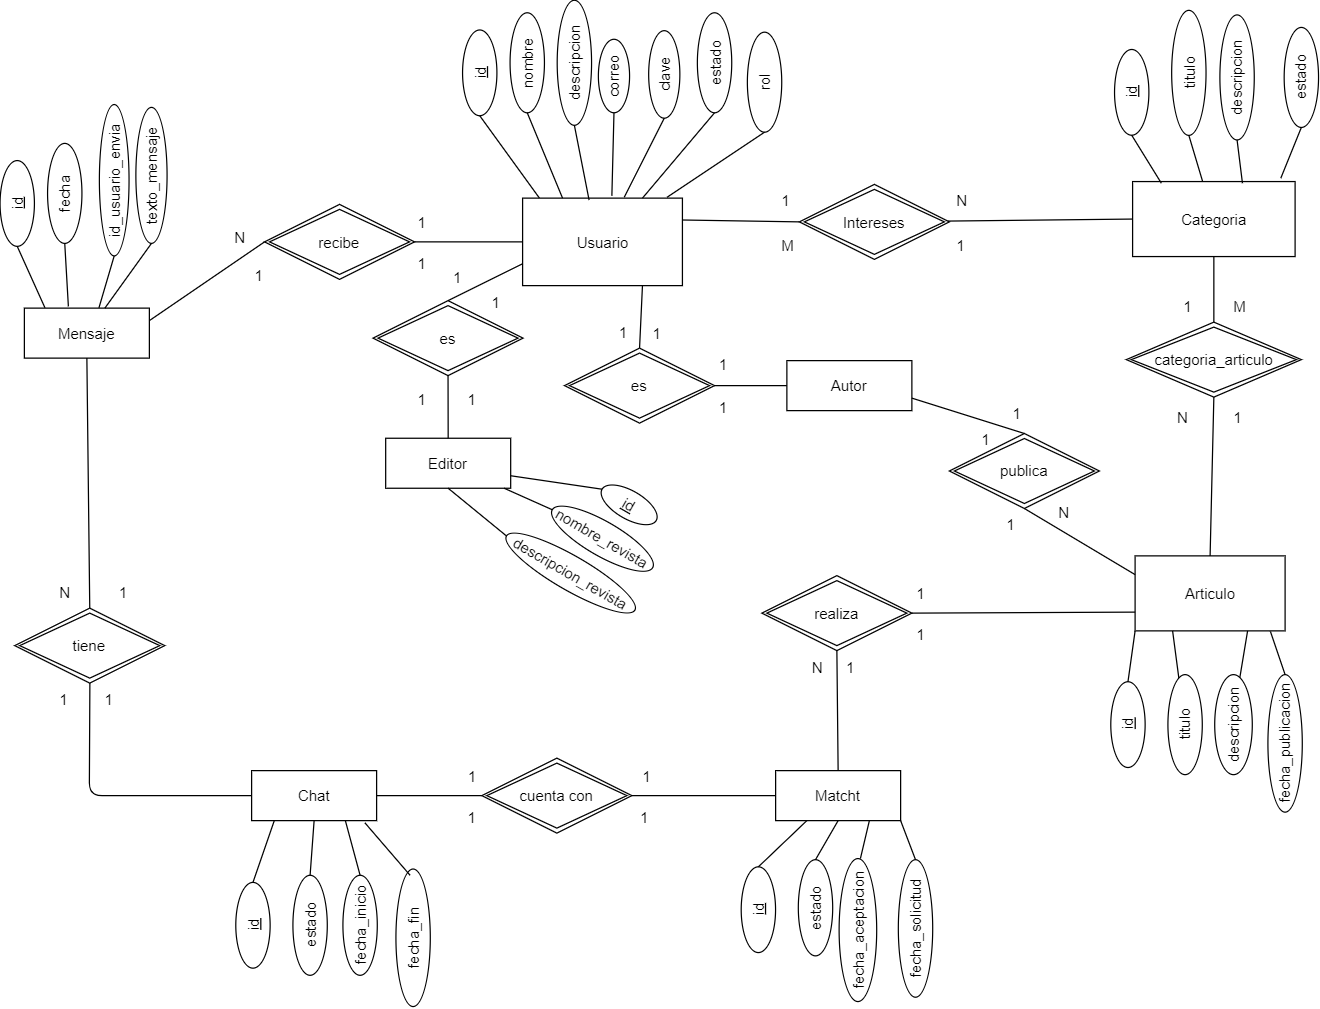 id
nombre
descripcion
correo
clave
estado
rol
id
titulo
descripcion
estado
id
fecha
id_usuario_envia
texto_mensaje
N
recibe
1
1
1
Usuario
1
Intereses
N
M
1
Categoria
Mensaje
1
1
es
1
1
1
1
es
1
1
Autor
1
M
categoria_articulo
N
1
Editor
id
nombre_revista
descripcion_revista
1
1
publica
1
N
N
1
tiene
1
1
realiza
1
1
N
1
Articulo
id
titulo
descripcion
fecha_publicacion
Chat
1
1
cuenta con
1
1
Matcht
id
estado
fecha_inicio
fecha_fin
id
estado
fecha_aceptacion
fecha_solicitud